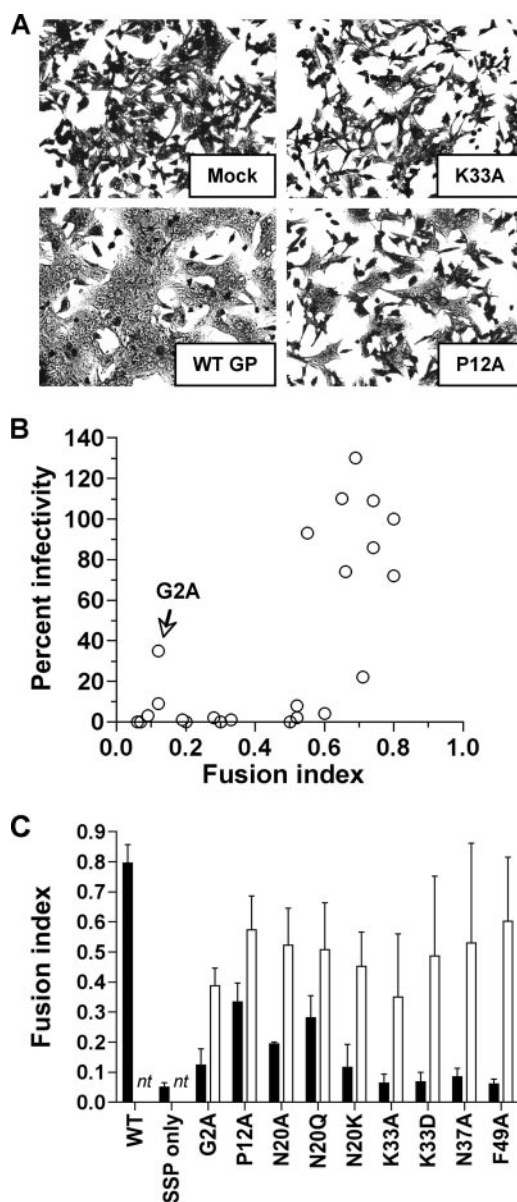 A
Mock
K33A
WT GP
P12A
B
140
120
100
80
60
40
20
0
Percent infectivity
G2A
0.0 0.2 0.4 0.6 0.8 1.0
Fusion index
C
0.9
0.8
0.7
0.6
0.5
0.4
0.3
0.2
0.1
0.0
Fusion index
nt
nt
WT
SSP only
G2A
P12A
N20A
N20Q
N20K
K33A
K33D
N37A
F49A